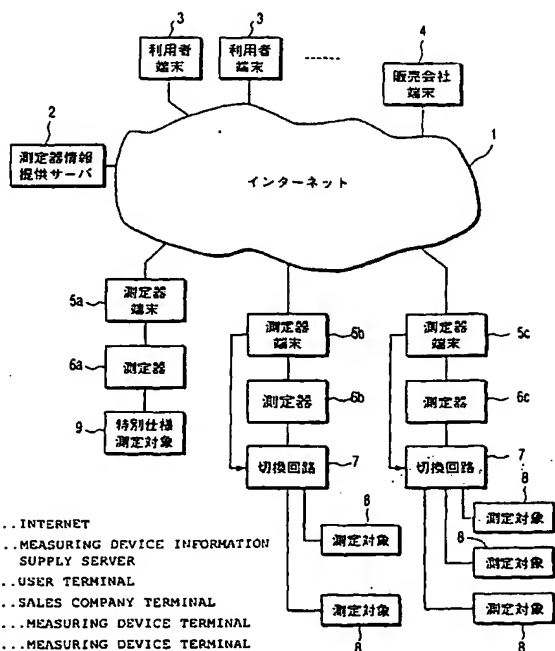 3
3
4
利用者
端末
利用者
端末
販売会社
端末
2
1
測定器情報
提供サーバ
インターネット
5a
測定器
端末
測定器
端末
5b
測定器
端末
5c
6a
測定器
測定器
6b
測定器
6c
9
特別仕様
測定対象
切換回路
7
切換回路
7
8
測定対象
8
測定対象
8
測定対象
測定対象
8
測定対象
8
..INTERNET
..MEASURING DEVICE INFORMATION
SUPPLY SERVER
..USER TERMINAL
..SALES COMPANY TERMINAL
...MEASURING DEVICE TERMINAL
...MEASURING DEVICE TERMINAL